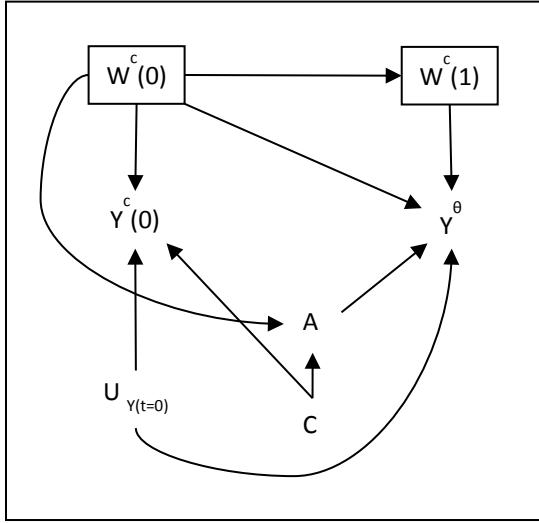 W^c(0)
W^c(1)
Y^c(0)
Y^θ
A
U_Y(t=0)
C